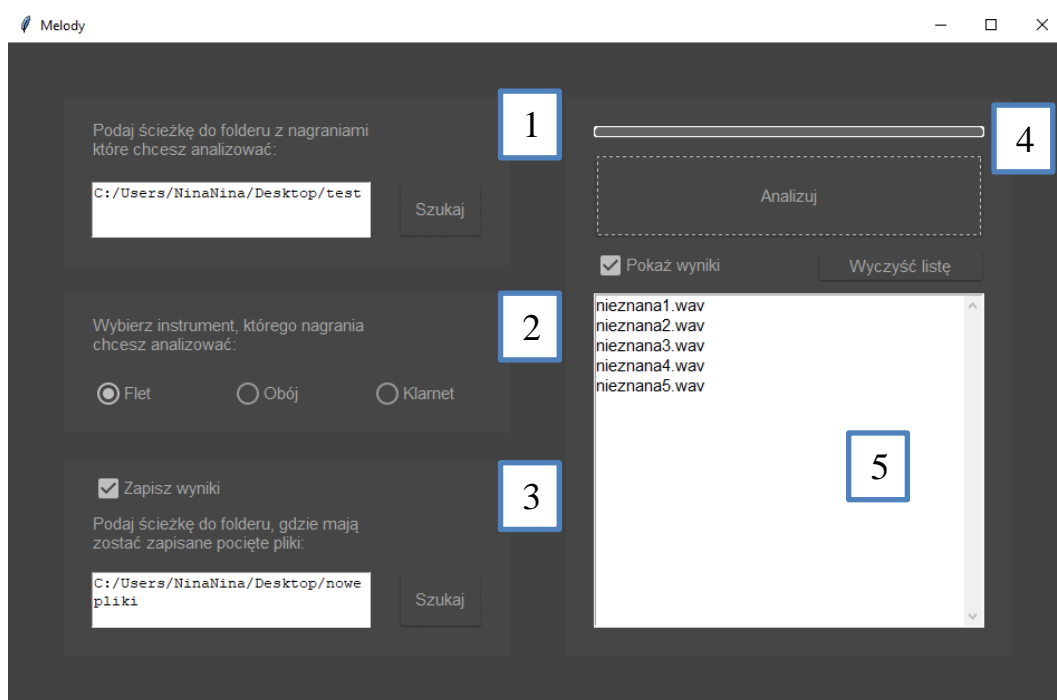 Melody
1
Podaj ścieżkę do folderu z nagraniami
które chcesz analizować:
C:/Users/NinaNina/Desktop/test
Szukaj
2
Wybierz instrument, którego nagrania
chcesz analizować:
Flet Obój Klarnet
3
Zapisz wyniki
Podaj ścieżkę do folderu, gdzie mają
zostać zapisane pocięte pliki:
C:/Users/NinaNina/Desktop/nowe
pliki
Szukaj
4
Analizuj
Pokaż wyniki Wyczyść listę
nieznana1.wav
nieznana2.wav
nieznana3.wav
nieznana4.wav
nieznana5.wav
5